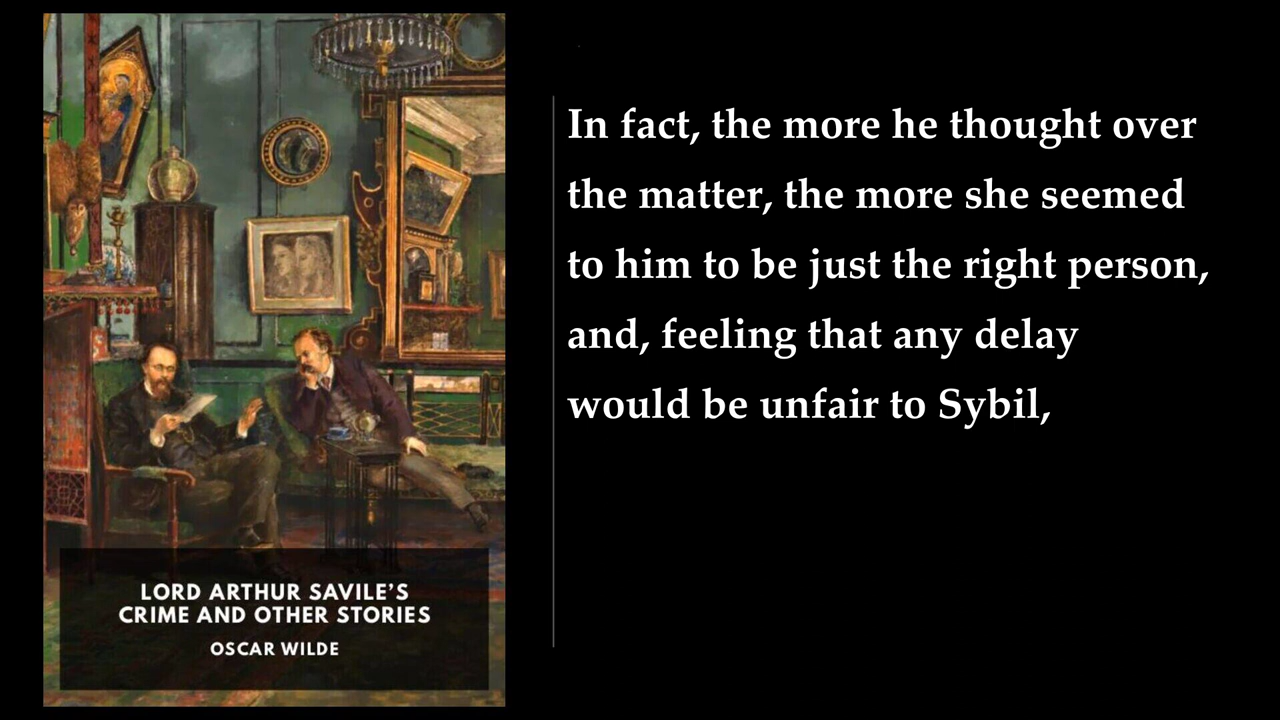 LORD ARTHUR SAVILE’S
CRIME AND OTHER STORIES
OSCAR WILDE
In fact, the more he thought over
the matter, the more she seemed
to him to be just the right person,
and, feeling that any delay
would be unfair to Sybil,